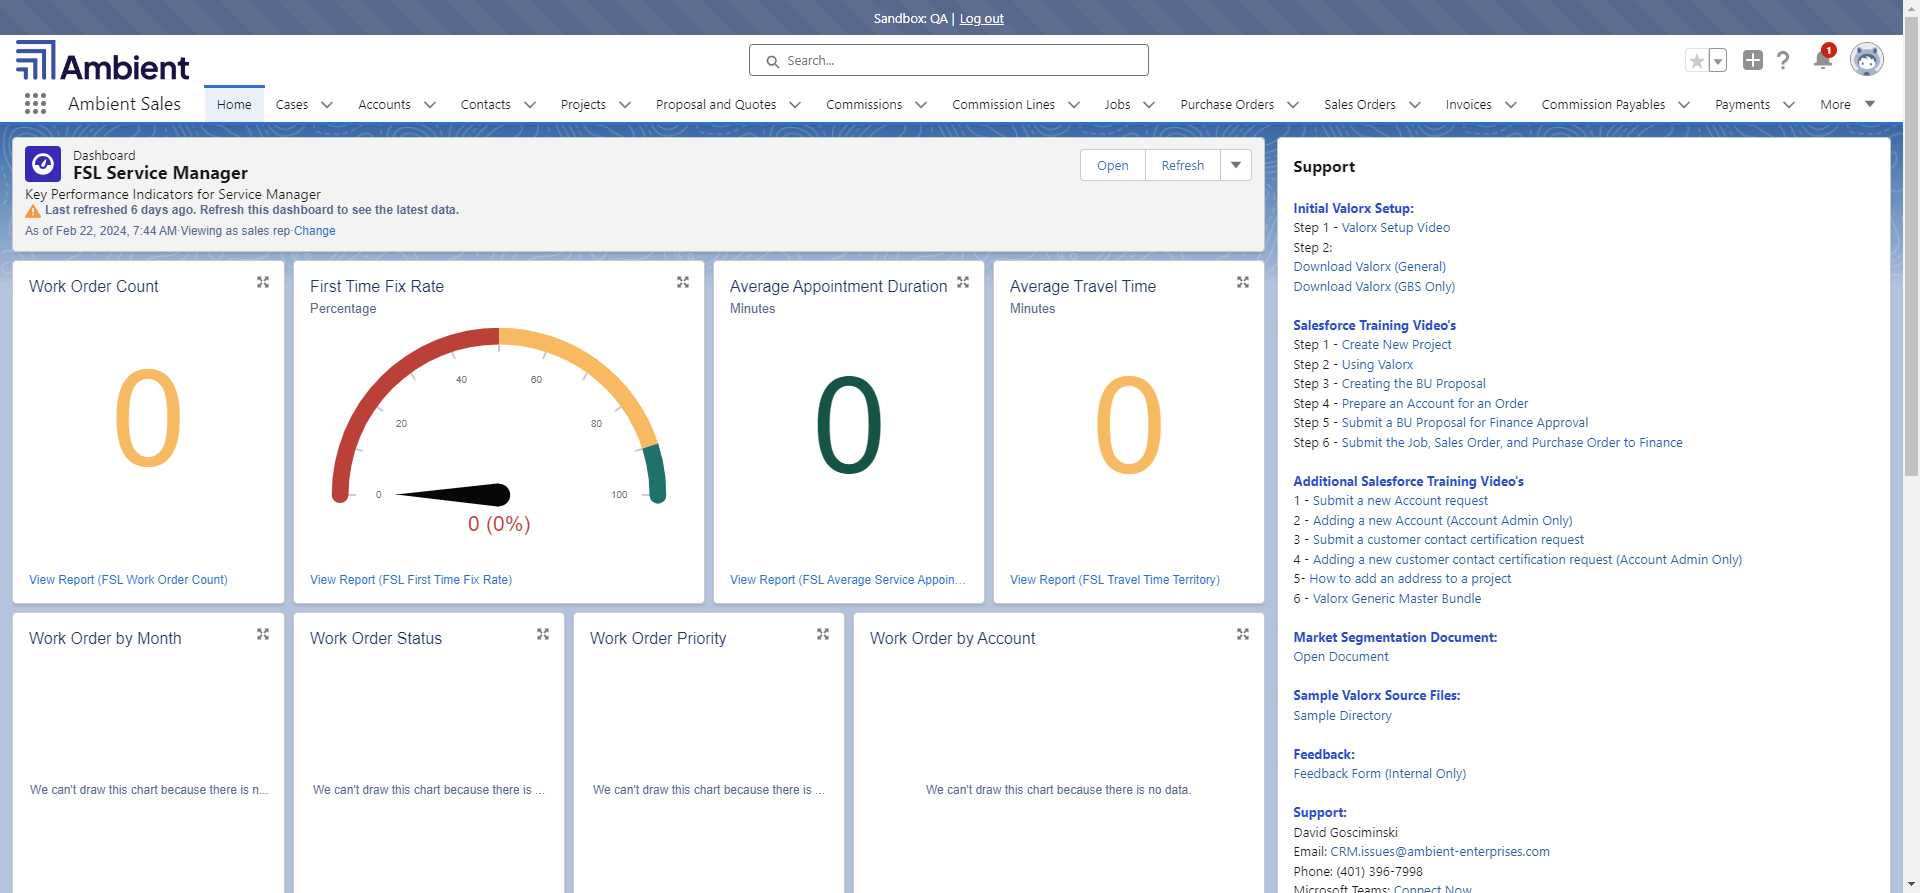 Sandbox: QA | Log out
Ambient
Search...
1
Ambient Sales
Home
Cases
Accounts
Contacts
Projects
Proposal and Quotes
Commissions
Commission Lines
Jobs
Purchase Orders
Sales Orders
Invoices
Commission Payables
Payments
More
Dashboard
FSL Service Manager
Key Performance Indicators for Service Manager
Last refreshed 6 days ago. Refresh this dashboard to see the latest data.
As of Feb 22, 2024, 7:44 AM·Viewing as sales rep·Change
Open
Refresh
Work Order Count
0
View Report (FSL Work Order Count)
First Time Fix Rate
Percentage
0
20
40
60
80
100
0 (0%)
View Report (FSL First Time Fix Rate)
Average Appointment Duration
Minutes
0
View Report (FSL Average Service Appoin...
Average Travel Time
Minutes
0
View Report (FSL Travel Time Territory)
Work Order by Month
We can't draw this chart because there is n...
Work Order Status
We can't draw this chart because there is ...
Work Order Priority
We can't draw this chart because there is ...
Work Order by Account
We can't draw this chart because there is no data.
Support
Initial Valorx Setup:
Step 1 - Valorx Setup Video
Step 2:
Download Valorx (General)
Download Valorx (GBS Only)
Salesforce Training Video's
Step 1 - Create New Project
Step 2 - Using Valorx
Step 3 - Creating the BU Proposal
Step 4 - Prepare an Account for an Order
Step 5 - Submit a BU Proposal for Finance Approval
Step 6 - Submit the Job, Sales Order, and Purchase Order to Finance
Additional Salesforce Training Video's
1 - Submit a new Account request
2 - Adding a new Account (Account Admin Only)
3 - Submit a customer contact certification request
4 - Adding a new customer contact certification request (Account Admin Only)
5- How to add an address to a project
6 - Valorx Generic Master Bundle
Market Segmentation Document:
Open Document
Sample Valorx Source Files:
Sample Directory
Feedback:
Feedback Form (Internal Only)
Support:
David Gosciminski
Email: CRM.issues@ambient-enterprises.com
Phone: (401) 396-7998
Microsoft Teams: Connect Now